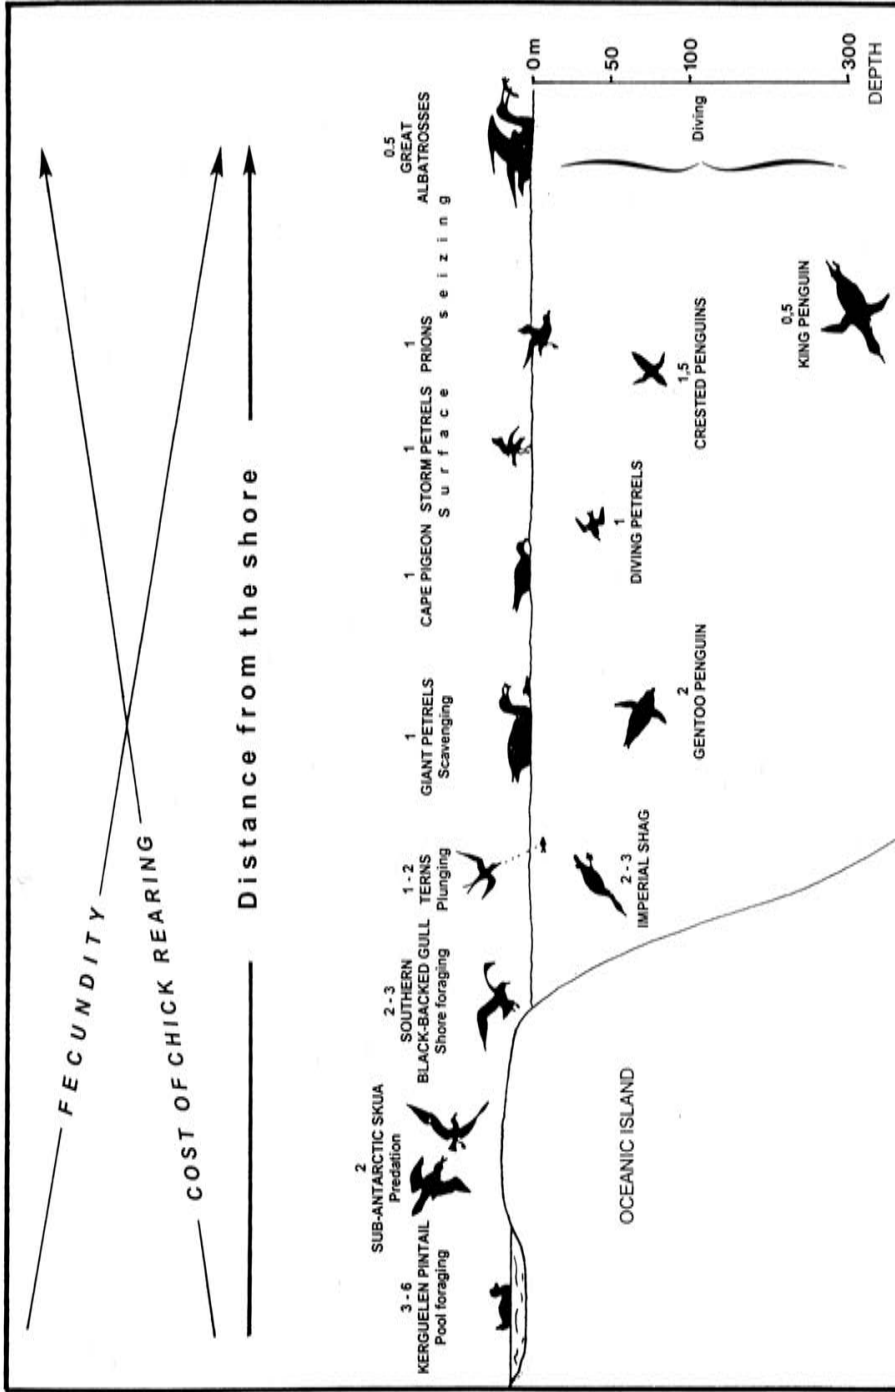 FECUNDITY
COST OF CHICK REARING
Distance from the shore
3 - 6
KERGUELEN PINTAIL
Pool foraging
2
SUB-ANTARCTIC SKUA
Predation
2 - 3
SOUTHERN
BLACK-BACKED GULL
Shore foraging
1 - 2
TERNS
Plunging
1
GIANT PETRELS
Scavenging
1
CAPE PIGEON
1
STORM PETRELS
1
PRIONS
Surface seizing
0.5
GREAT
ALBATROSSES
0 m
50
100
300
DEPTH
Diving
2 - 3
IMPERIAL SHAG
2
GENTOO PENGUIN
1
DIVING PETRELS
1,5
CRESTED PENGUINS
0,5
KING PENGUIN
OCEANIC ISLAND